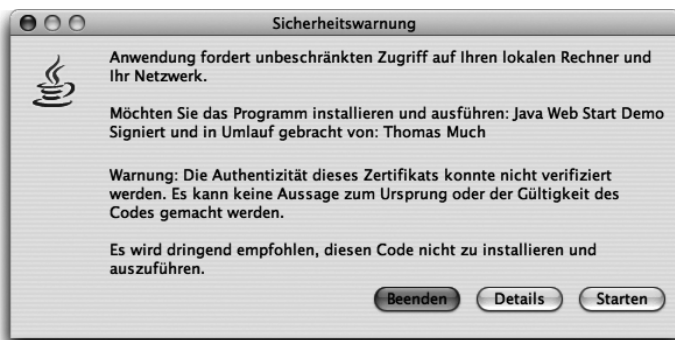 Sicherheitswarnung
Anwendung fordert unbeschränkten Zugriff auf Ihren lokalen Rechner und
Ihr Netzwerk.
Möchten Sie das Programm installieren und ausführen: Java Web Start Demo
Signiert und in Umlauf gebracht von: Thomas Much
Warnung: Die Authentizität dieses Zertifikats konnte nicht verifiziert
werden. Es kann keine Aussage zum Ursprung oder der Gültigkeit des
Codes gemacht werden.
Es wird dringend empfohlen, diesen Code nicht zu installieren und
auszuführen.
Beenden Details Starten